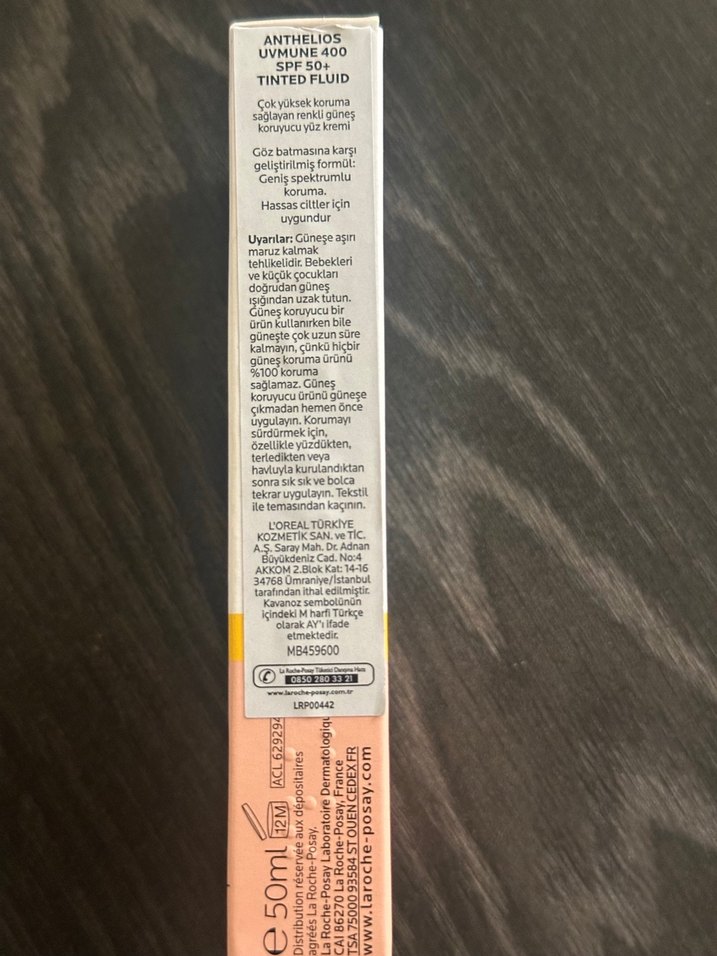 ANTHELIOS
UVMUNE 400
SPF 50+
TINTED FLUID
Çok yüksek koruma
sağlayan renkli güneş
koruyucu yüz kremi
Göz batmasına karşı
geliştirilmiş formül:
Geniş spektrumlu
koruma.
Hassas ciltler için
uygundur
Uyarılar: Güneşe aşırı
maruz kalmak
tehlikelidir. Bebekleri
ve küçük çocukları
doğrudan güneş
ışığından uzak tutun.
Güneş koruyucu bir
ürün kullanırken bile
güneşte çok uzun süre
kalmayın, çünkü hiçbir
güneş koruma ürünü
%100 koruma
sağlamaz. Güneş
koruyucu ürünü güneşe
çıkmadan hemen önce
uygulayın. Korumayı
sürdürmek için,
özellikle yüzdükten,
terledikten veya
havluyla kurulandıktan
sonra sık sık ve bolca
tekrar uygulayın. Tekstil
ile temasından kaçının.
L'OREAL TÜRKİYE
KOZMETİK SAN. ve TİC.
A.Ş. Saray Mah. Dr. Adnan
Büyükdeniz Cad. No:4
AKKOM 2.Blok Kat: 14-16
34768 Ümraniye/İstanbul
tarafından ithal edilmiştir.
Kavanoz sembolünün
içindeki M harfi Türkçe
olarak AY'ı ifade
etmektedir.
MB459600
La Roche-Posay Tüketici Danışma Hattı
0850 280 33 21
www.laroche-posay.com.tr
LRP00442
e 50ml 12M ACL 629294
Distribution réservée aux dépositaires
agréés La Roche-Posay.
La Roche-Posay Laboratoire Dermatologiqu
CAI 86270 La Roche-Posay, France
TSA 75000 93584 ST OUEN CEDEX FR
www.laroche-posay.com